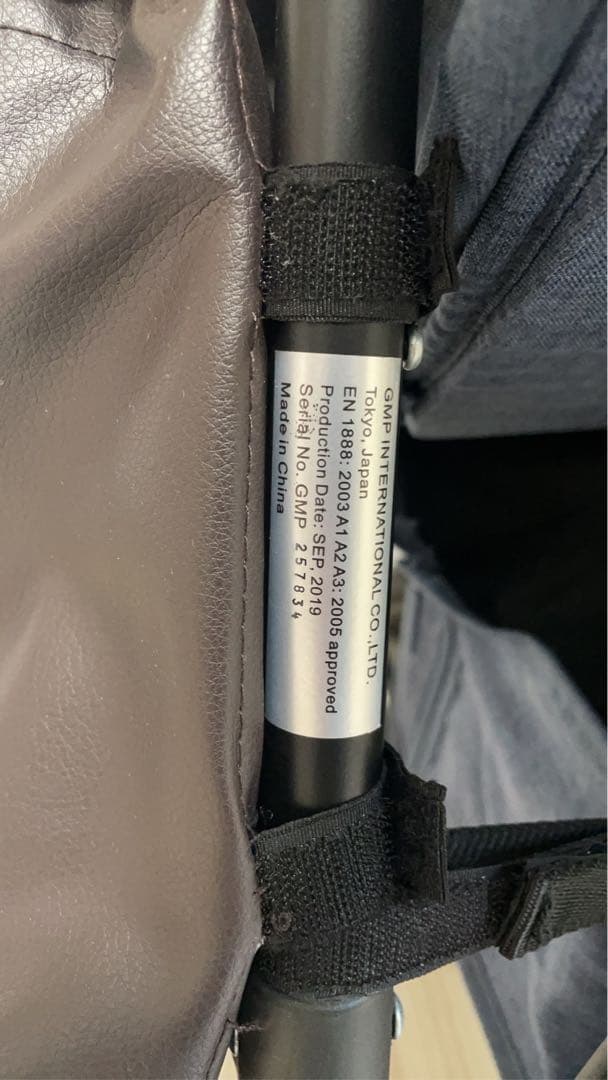 GMP INTERNATIONAL CO.,LTD.
Tokyo, Japan
EN 1888: 2003 A1 A2 A3: 2005 approved
Production Date: SEP, 2019
Serial No. GMP 257834
Made in China